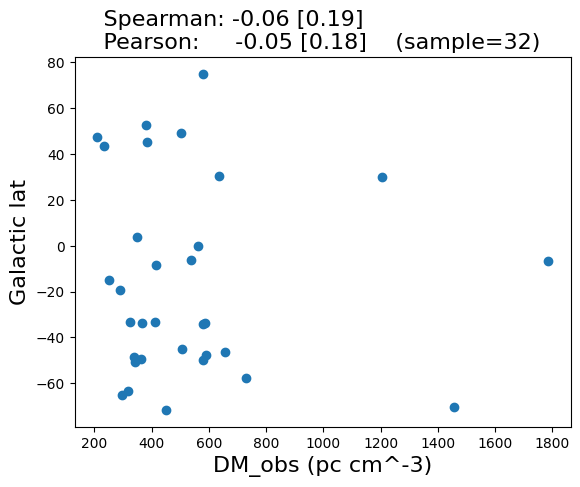 Spearman: -0.06 [0.19]
Pearson: -0.05 [0.18] (sample=32)
80
60
40
20
0
−20
−40
−60
Galactic lat
200 400 600 800 1000 1200 1400 1600 1800
DM_obs (pc cm^-3)